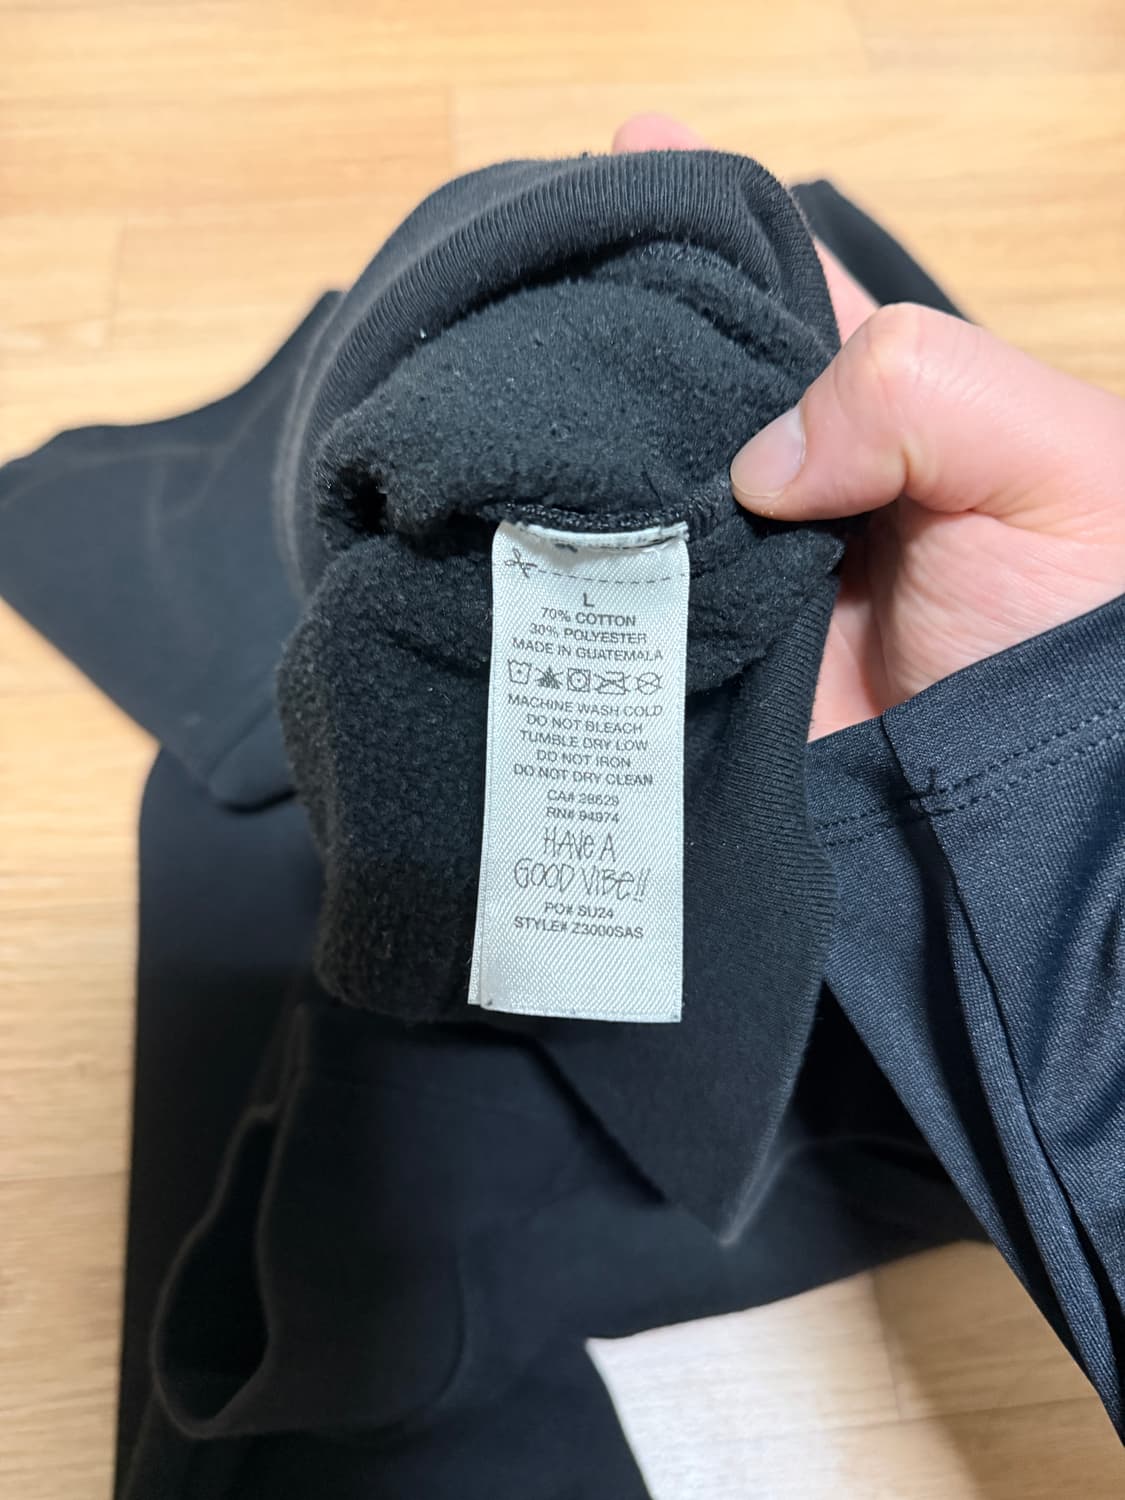 L
70% COTTON
30% POLYESTER
MADE IN GUATEMALA
MACHINE WASH COLD
DO NOT BLEACH
TUMBLE DRY LOW
DO NOT IRON
DO NOT DRY CLEAN
CA# 28629
RN# 94974
HAVE A
GOOD VIBE!!
PO# SU24
STYLE# Z3000SAS